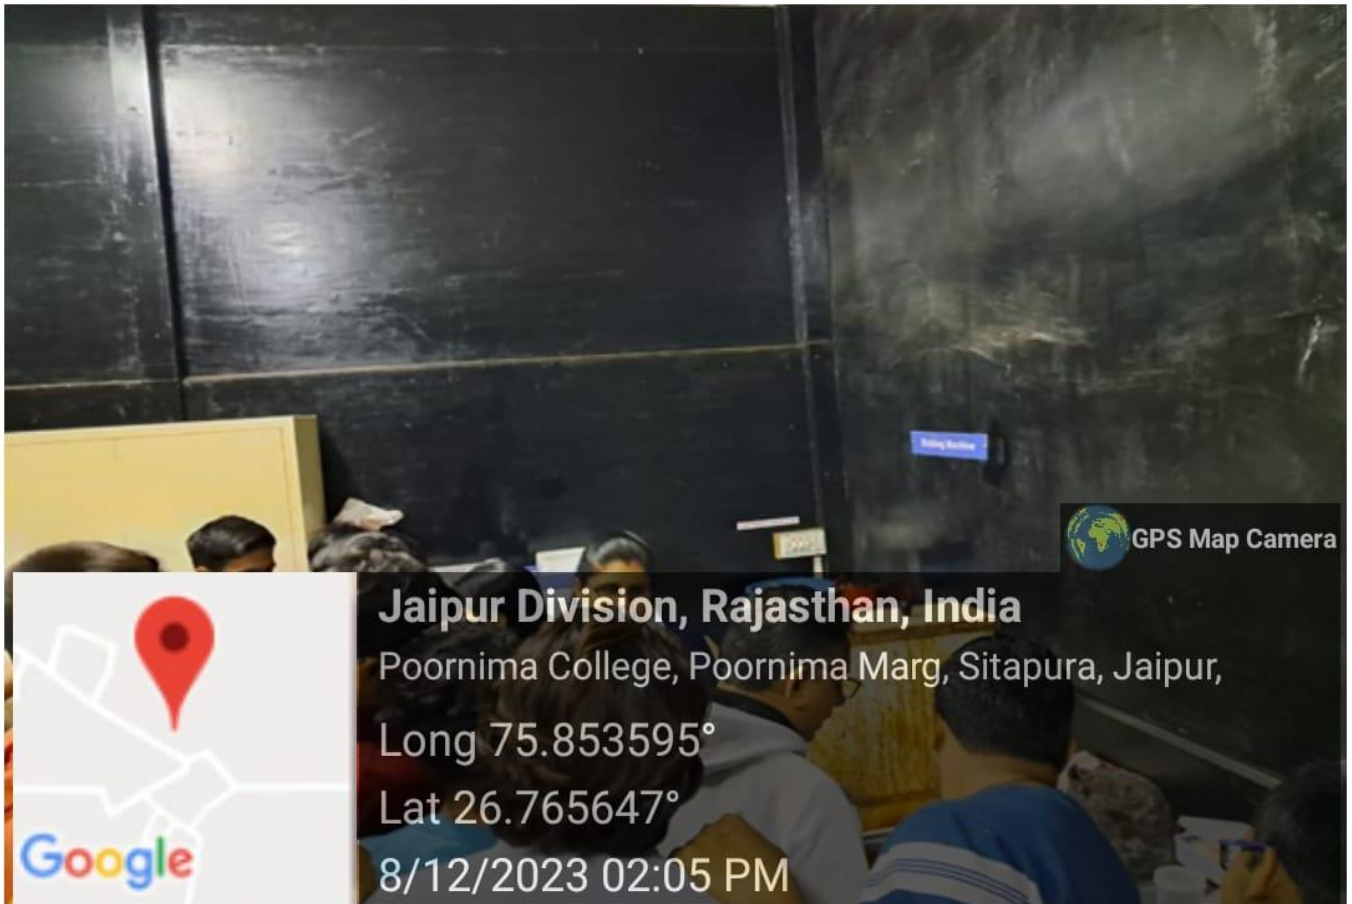 GPS Map Camera
Jaipur Division, Rajasthan, India
Poornima College, Poornima Marg, Sitapura, Jaipur,
Long 75.853595°
Lat 26.765647°
8/12/2023 02:05 PM
Google